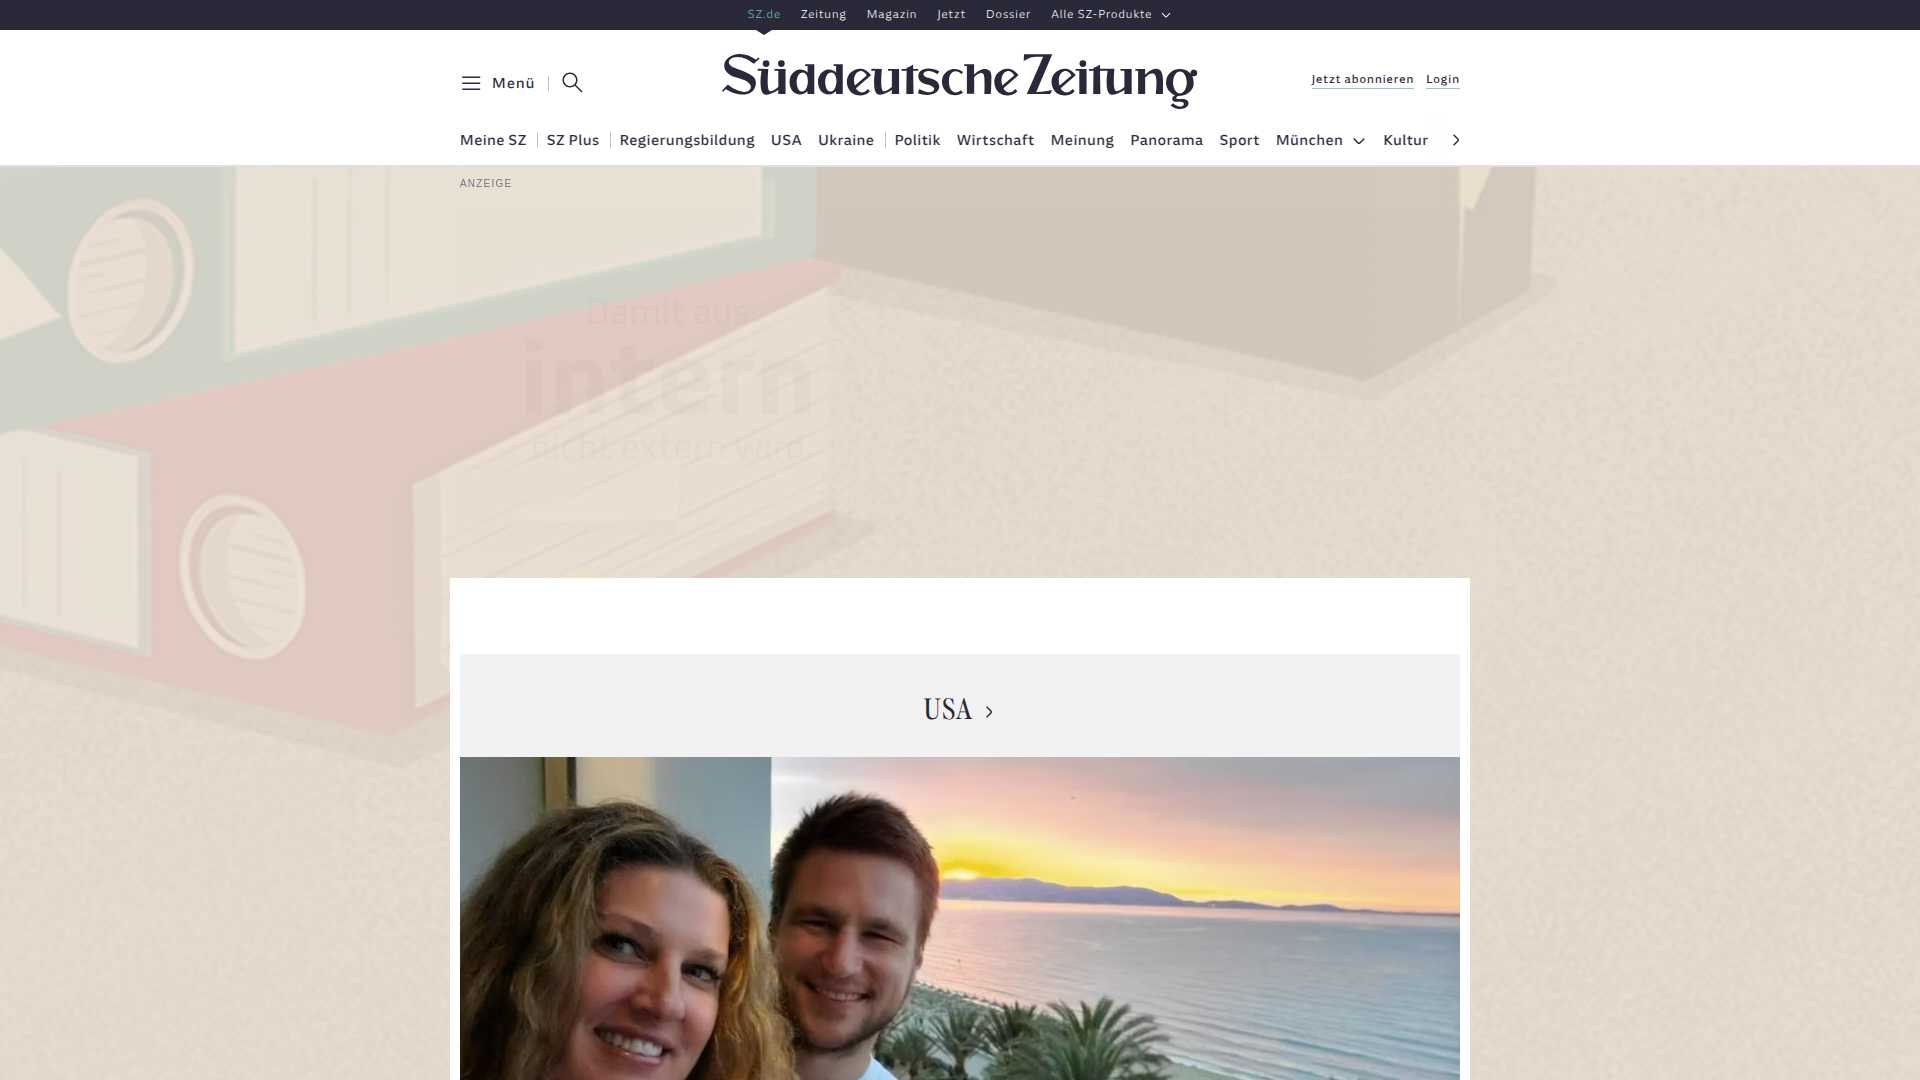 SZ.de Zeitung Magazin Jetzt Dossier Alle SZ-Produkte
Menü
Süddeutsche Zeitung
Jetzt abonnieren Login
Meine SZ SZ Plus Regierungsbildung USA Ukraine Politik Wirtschaft Meinung Panorama Sport München Kultur
ANZEIGE
Damit aus
intern
nicht extern wird.
USA